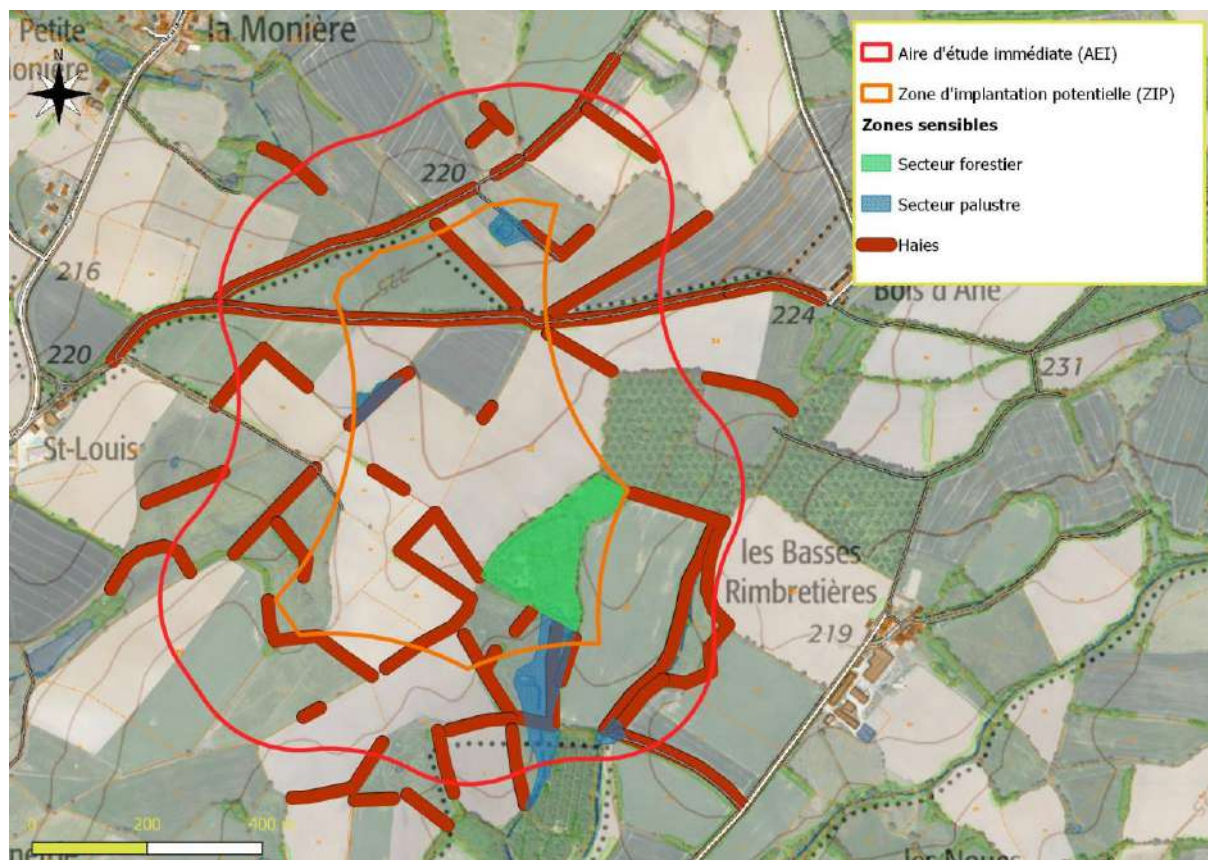 Petite
la Monière
N
Aire d'étude immédiate (AEI)
Zone d'implantation potentielle (ZIP)
Zones sensibles
Secteur forestier
Secteur palustre
Haies
220
216
225
Bois d'Ane
224
220
231
St-Louis
les Basses
Rimbretières
219
0 200 400 m
les Noues